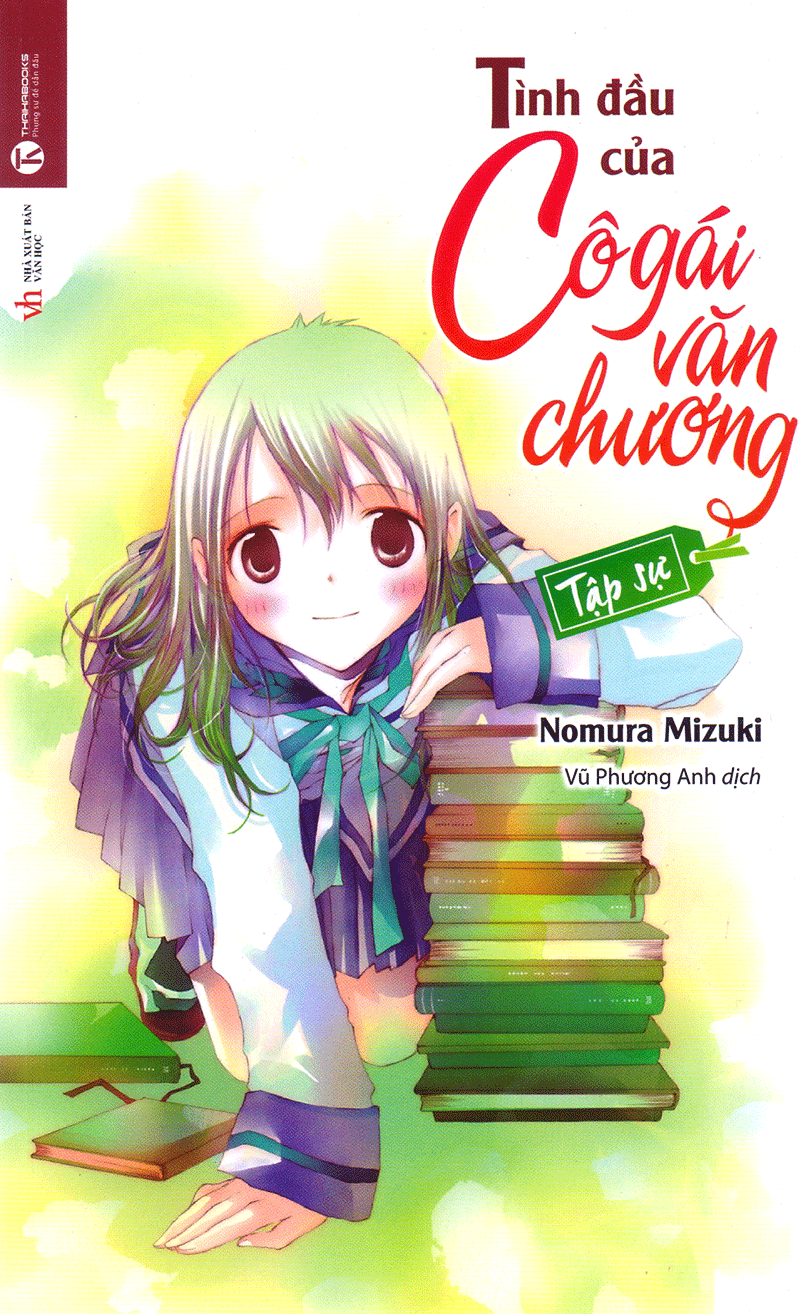 THAIHABOOKS
Phụng sự để dẫn đầu
NHÀ XUẤT BẢN
VĂN HỌC
vh
Tình đầu
của
Cô gái
văn
chương
Tập sự
Nomura Mizuki
Vũ Phương Anh dịch